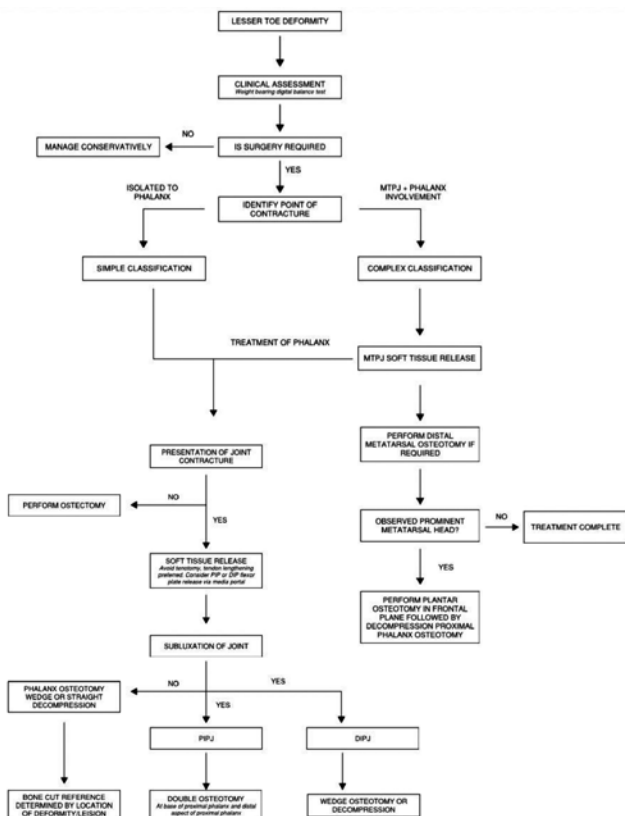 LESSER TOE DEFORMITY
CLINICAL ASSESSMENT
Weight bearing digital balance test
NO
MANAGE CONSERVATIVELY
IS SURGERY REQUIRED
YES
ISOLATED TO
PHALANX
MTPJ + PHALANX
INVOLVEMENT
IDENTIFY POINT OF
CONTRACTURE
SIMPLE CLASSIFICATION
COMPLEX CLASSIFICATION
TREATMENT OF PHALANX
MTPJ SOFT TISSUE RELEASE
PERFORM DISTAL
METATARSAL OSTEOTOMY IF
REQUIRED
PRESENTATION OF JOINT
CONTRACTURE
NO
PERFORM OSTECTOMY
YES
OBSERVED PROMINENT
METATARSAL HEAD?
NO
TREATMENT COMPLETE
YES
SOFT TISSUE RELEASE
Avoid tenotomy, tendon lengthening
preferred. Consider PIP or DIP flexor
plate release via media portal
PERFORM PLANTAR
OSTEOTOMY IN FRONTAL
PLANE FOLLOWED BY
DECOMPRESSION PROXIMAL
PHALANX OSTEOTOMY
SUBLUXATION OF JOINT
NO
YES
YES
PHALANX OSTEOTOMY
WEDGE OR STRAIGHT
DECOMPRESSION
PIPJ
DIPJ
BONE CUT REFERENCE
DETERMINED BY LOCATION
OF DEFORMITY/LEISION
DOUBLE OSTEOTOMY
At base of proximal phalanx and distal
aspect of proximal phalanx
WEDGE OSTEOTOMY OR
DECOMPRESSION